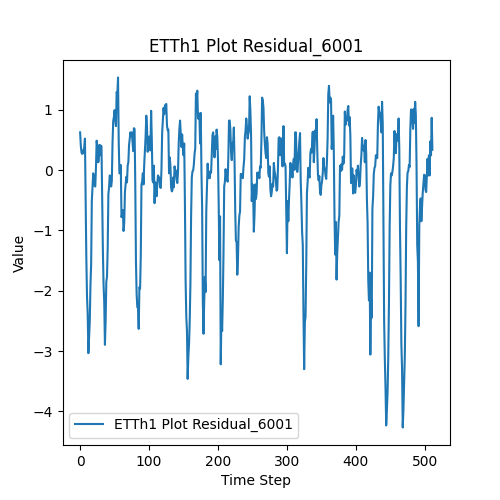 ETTh1 Plot Residual_6001
Value
1
0
−1
−2
−3
−4
ETTh1 Plot Residual_6001
0 100 200 300 400 500
Time Step